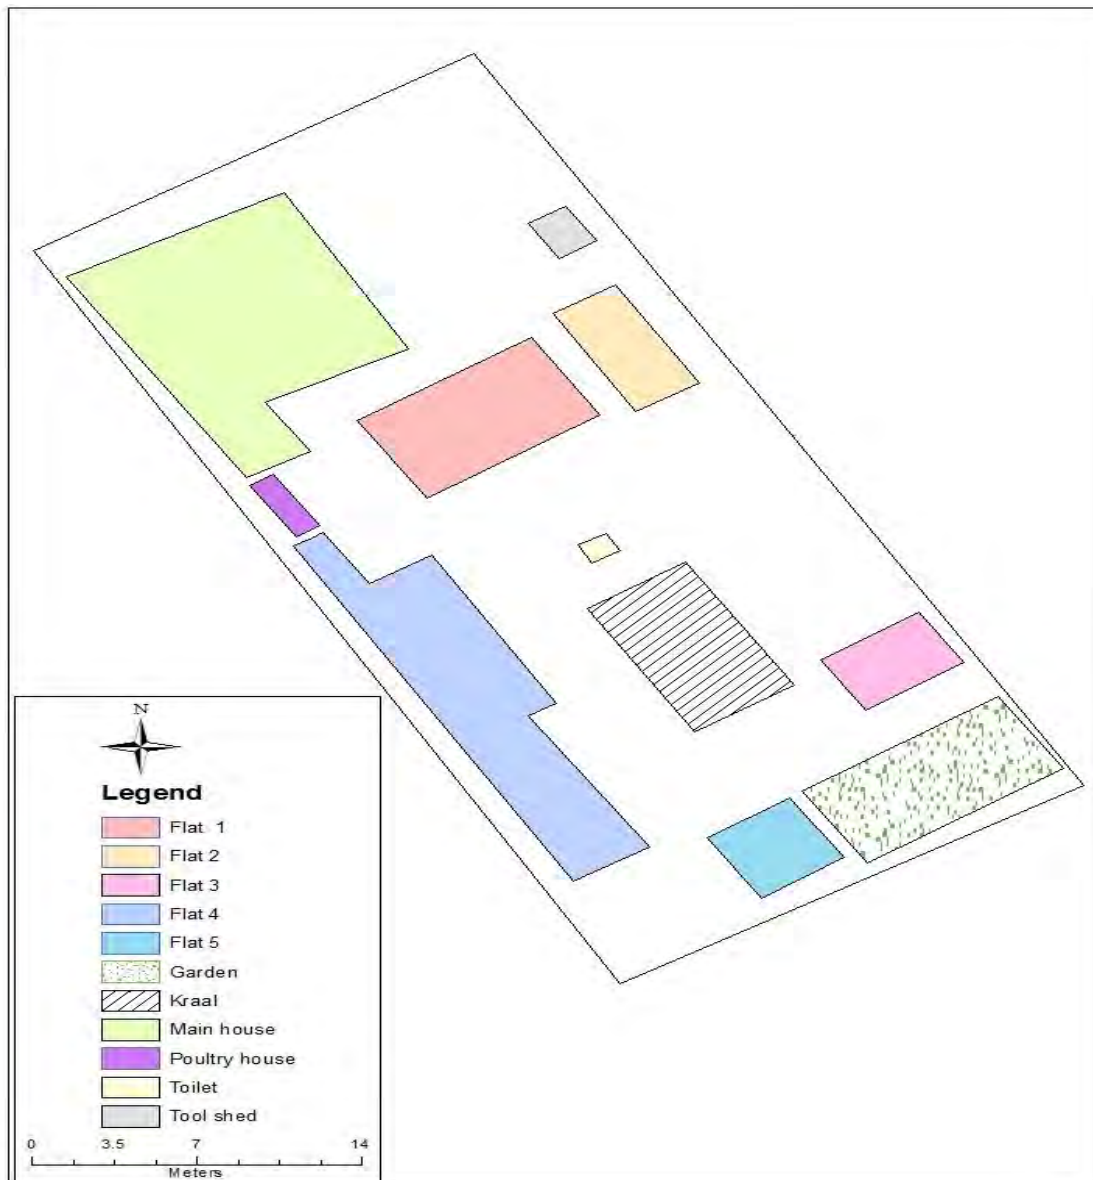 N
Legend
Flat 1
Flat 2
Flat 3
Flat 4
Flat 5
Garden
Kraal
Main house
Poultry house
Toilet
Tool shed
0 3.5 7 14
Meters